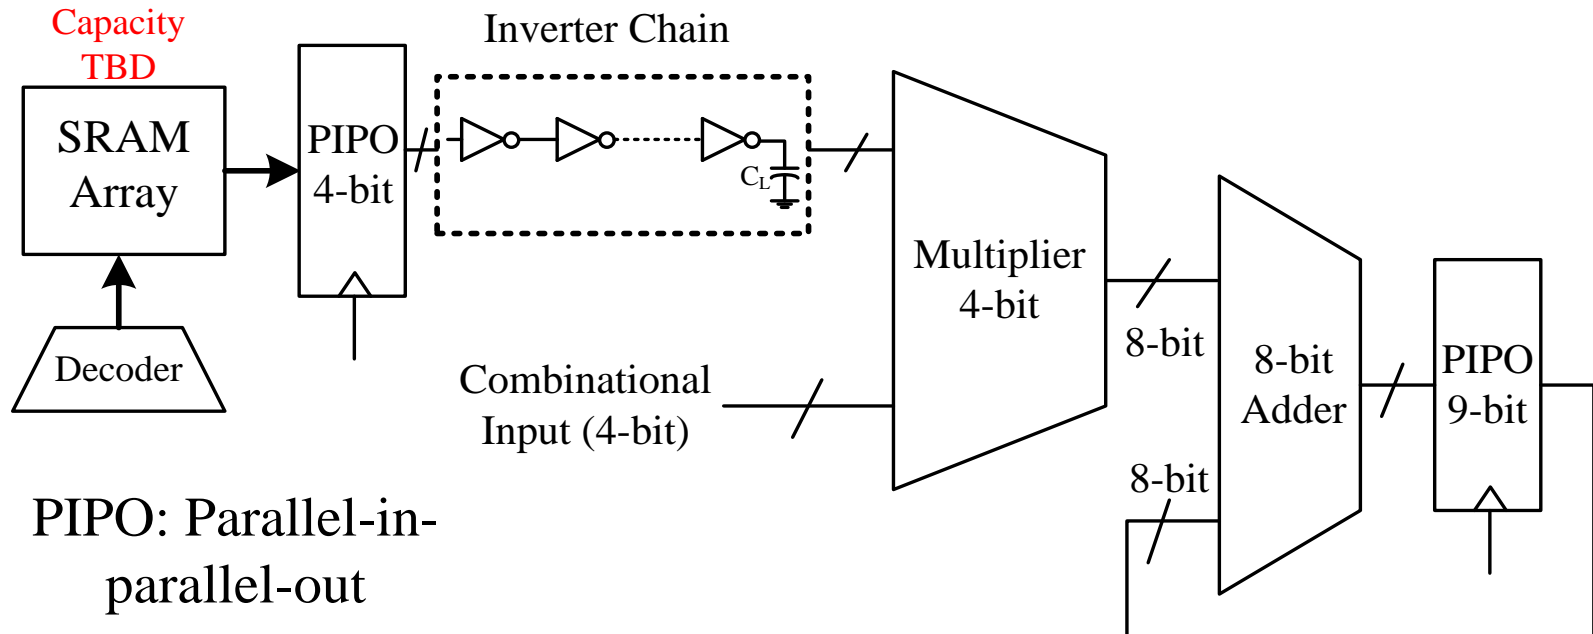 Capacity
TBD
SRAM
Array
Decoder
PIPO
4-bit
Inverter Chain
C_L
Multiplier
4-bit
Combinational
Input (4-bit)
8-bit
8-bit
8-bit
Adder
PIPO
9-bit
PIPO: Parallel-in-
parallel-out